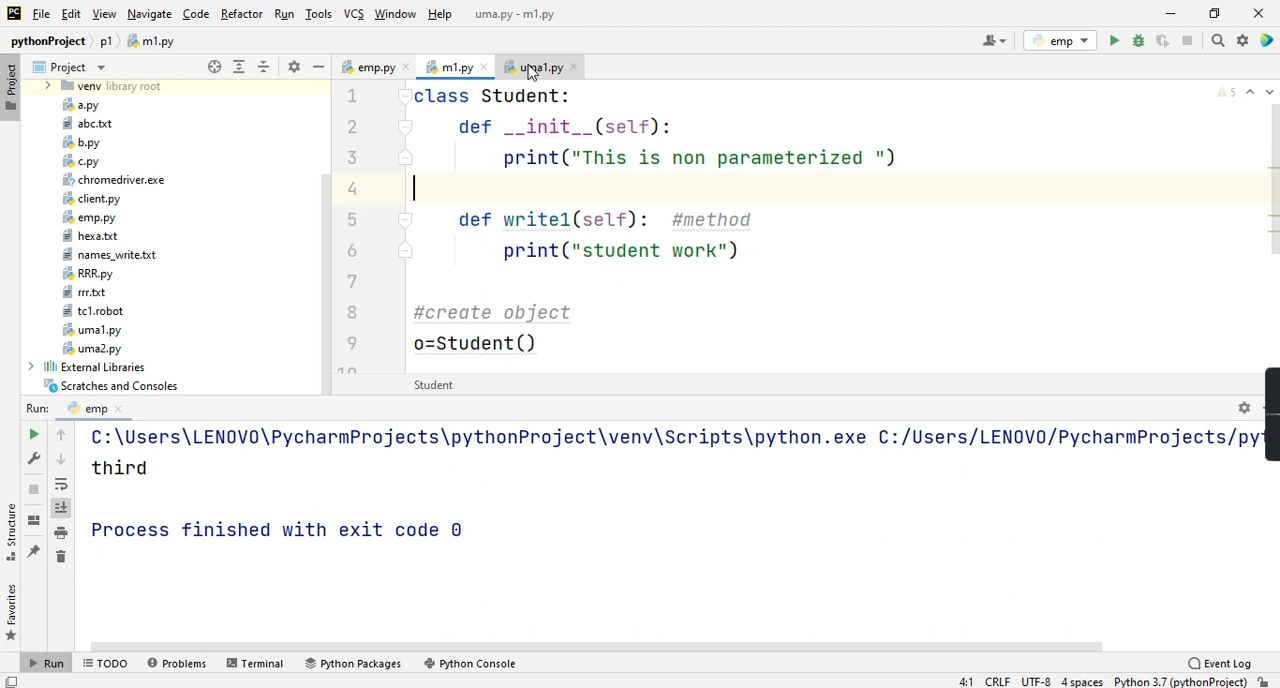 PC File Edit View Navigate Code Refactor Run Tools VCS Window Help uma.py - m1.py
pythonProject p1 m1.py emp
Project
Project emp.py m1.py uma1.py
venv library root
a.py
abc.txt
b.py
c.py
chromedriver.exe
client.py
emp.py
hexa.txt
names_write.txt
RRR.py
rrr.txt
tc1.robot
uma1.py
uma2.py
External Libraries
Scratches and Consoles
5
1 class Student:
2 def __init__(self):
3 print("This is non parameterized ")
4
5 def write1(self): #method
6 print("student work")
7
8 #create object
9 o=Student()
10
Student
Run: emp
C:\Users\LENOVO\PycharmProjects\pythonProject\venv\Scripts\python.exe C:/Users/LENOVO/PycharmProjects/pyt
third
Process finished with exit code 0
Structure
Favorites
Run TODO Problems Terminal Python Packages Python Console Event Log
4:1 CRLF UTF-8 4 spaces Python 3.7 (pythonProject)